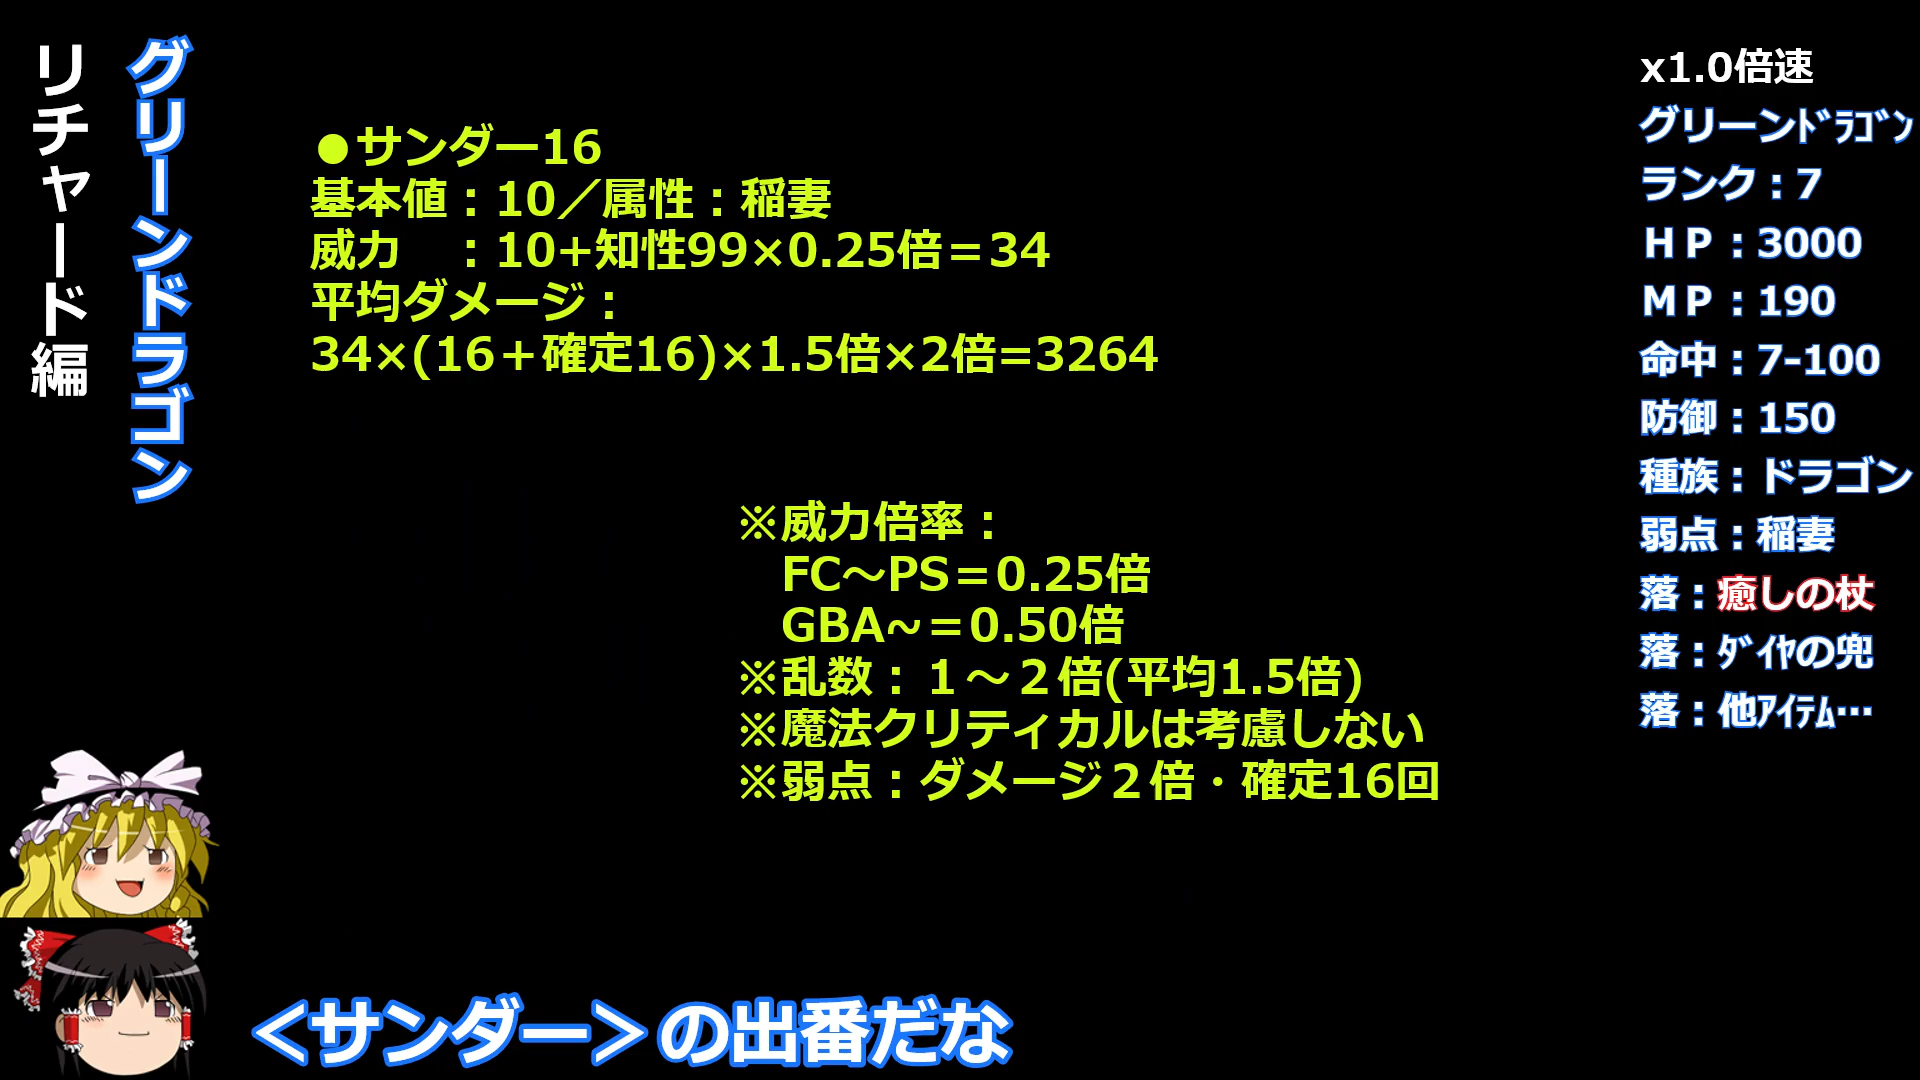 グリーンドラゴン
リチャード編
●サンダー16
基本値：10／属性：稲妻
威力　：10+知性99×0.25倍＝34
平均ダメージ：
34×(16＋確定16)×1.5倍×2倍=3264
※威力倍率：
FC～PS＝0.25倍
GBA~＝0.50倍
※乱数：１～２倍(平均1.5倍)
※魔法クリティカルは考慮しない
※弱点：ダメージ２倍・確定16回
x1.0倍速
グリーンﾄﾞﾗｺﾞﾝ
ランク：7
ＨＰ：3000
ＭＰ：190
命中：7-100
防御：150
種族：ドラゴン
弱点：稲妻
落：癒しの杖
落：ﾀﾞｲﾔの兜
落：他ｱｲﾃﾑ…
＜サンダー＞の出番だな